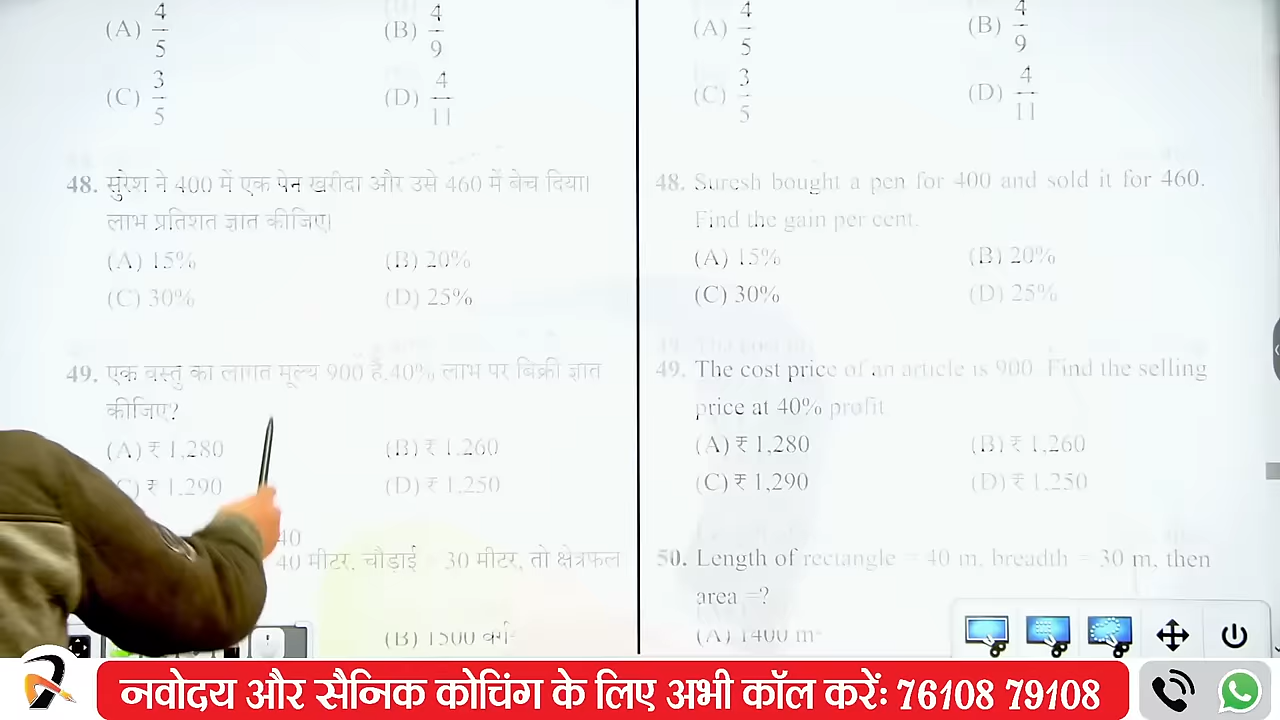 (A) 4/5 (B) 4/9
(C) 3/5 (D) 4/11
48. सुरेश ने 400 में एक पेन खरीदा और उसे 460 में बेच दिया।
लाभ प्रतिशत ज्ञात कीजिए।
(A) 15% (B) 20%
(C) 30% (D) 25%
49. एक वस्तु का लागत मूल्य 900 है, 40% लाभ पर बिक्री ज्ञात
कीजिए?
(A) ₹ 1,280 (B) ₹ 1,260
C) ₹ 1,290 (D) ₹ 1,250
40 मीटर, चौड़ाई = 30 मीटर, तो क्षेत्रफल
(B) 1500 वर्ग
(A) 4/5 (B) 4/9
(C) 3/5 (D) 4/11
48. Suresh bought a pen for 400 and sold it for 460.
Find the gain per cent.
(A) 15% (B) 20%
(C) 30% (D) 25%
49. The cost price of an article is 900. Find the selling
price at 40% profit.
(A) ₹ 1,280 (B) ₹ 1,260
(C) ₹ 1,290 (D) ₹ 1,250
50. Length of rectangle = 40 m, breadth = 30 m, then
area =?
(A) 1400 m²
नवोदय और सैनिक कोचिंग के लिए अभी कॉल करें: 76108 79108